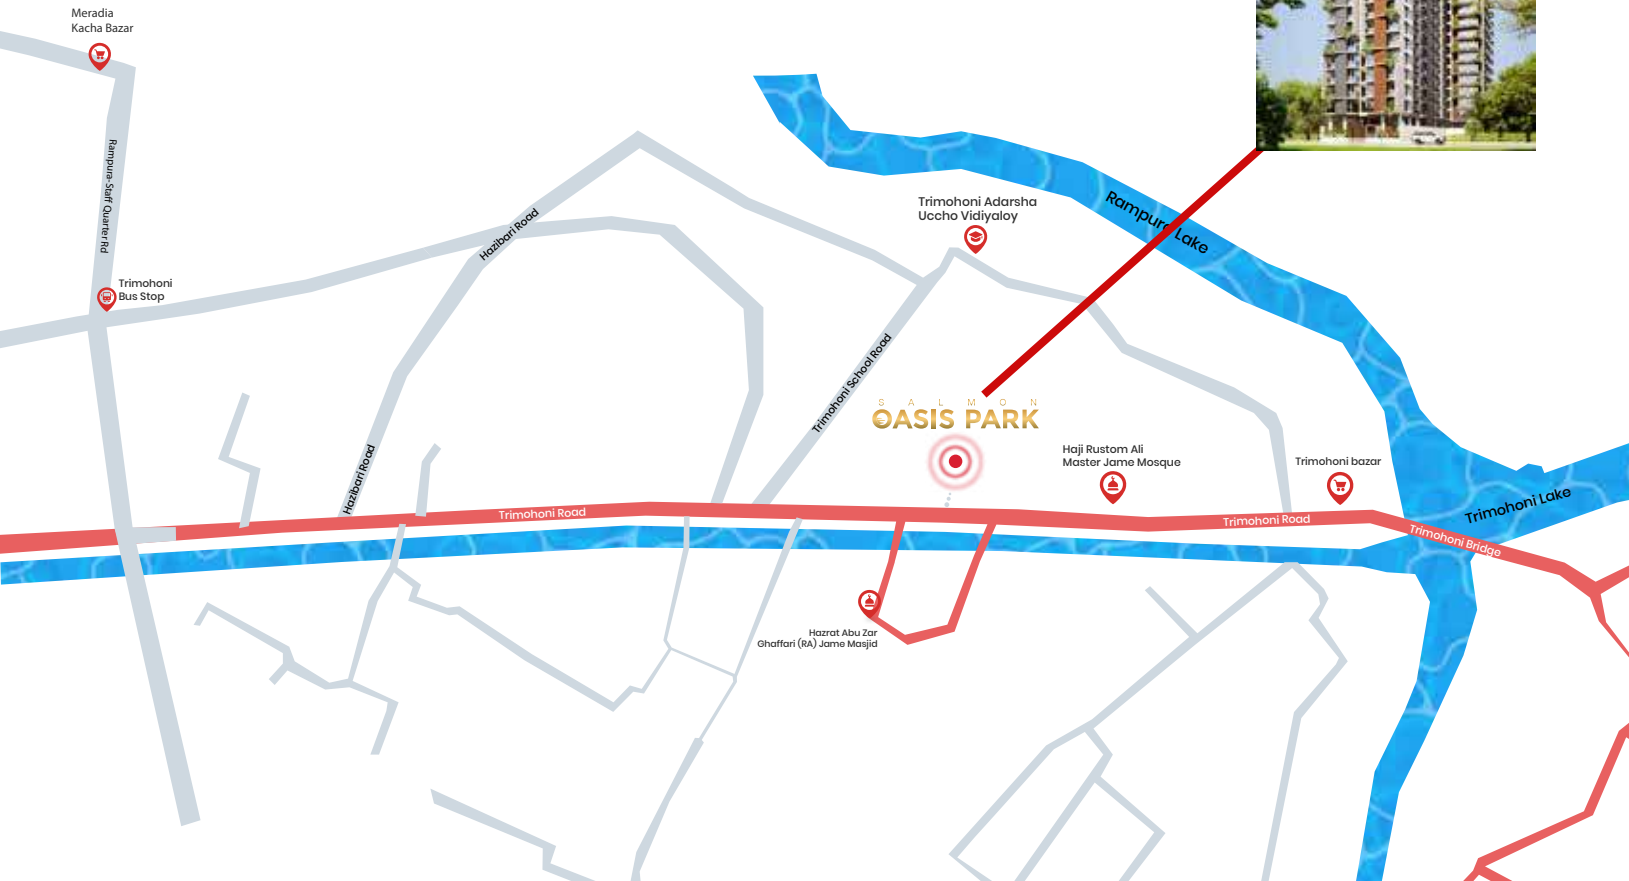 Meradia
Kacha Bazar
Rampura-Staff Quarter Rd
Trimohoni
Bus Stop
Hazibari Road
Hazibari Road
Trimohoni School Road
Trimohoni Adarsha
Uccho Vidiyaloy
Rampura Lake
SALMON
OASIS PARK
Haji Rustom Ali
Master Jame Mosque
Trimohoni bazar
Trimohoni Lake
Trimohoni Road
Trimohoni Road
Trimohoni Bridge
Hazrat Abu Zar
Ghaffari (RA) Jame Masjid